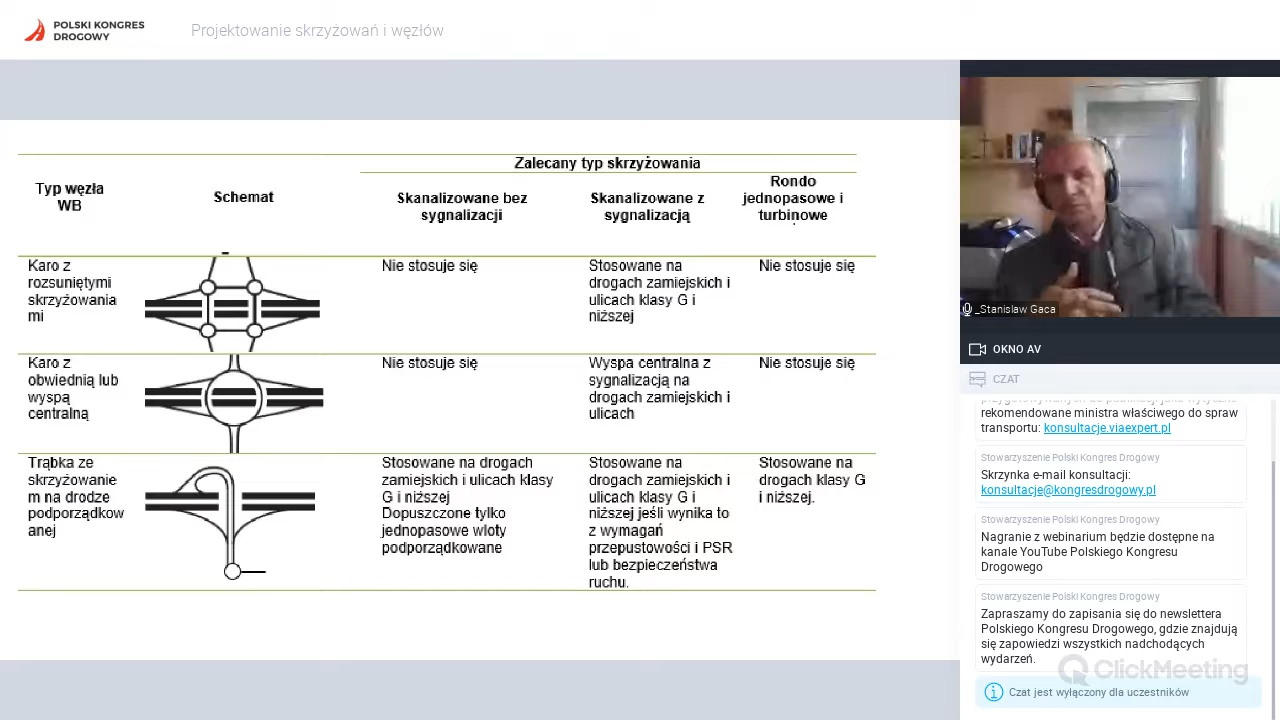 POLSKI KONGRES
DROGOWY
Projektowanie skrzyżowań i węzłów
Zalecany typ skrzyżowania
Typ węzła
WB
Schemat
Skanalizowane bez
sygnalizacji
Skanalizowane z
sygnalizacją
Rondo
jednopasowe i
turbinowe
Karo z
rozsuniętymi
skrzyżowania
mi
Nie stosuje się
Stosowane na
drogach zamiejskich i
ulicach klasy G i
niższej
Nie stosuje się
Karo z
obwiednią lub
wyspą
centralną
Nie stosuje się
Wyspa centralna z
sygnalizacją na
drogach zamiejskich i
ulicach
Nie stosuje się
Trąbka ze
skrzyżowanie
m na drodze
podporządkow
anej
Stosowane na drogach
zamiejskich i ulicach klasy
G i niższej
Dopuszczone tylko
jednopasowe wloty
podporządkowane
Stosowane na
drogach zamiejskich i
ulicach klasy G i
niższej jeśli wynika to
z wymagań
przepustowości i PSR
lub bezpieczeństwa
ruchu.
Stosowane na
drogach klasy G
i niższej.
_Stanislaw Gaca
OKNO AV
CZAT
rekomendowane ministra właściwego do spraw
transportu: konsultacje.viaexpert.pl
Stowarzyszenie Polski Kongres Drogowy
Skrzynka e-mail konsultacji:
konsultacje@kongresdrogowy.pl
Stowarzyszenie Polski Kongres Drogowy
Nagranie z webinarium będzie dostępne na
kanale YouTube Polskiego Kongresu
Drogowego
Stowarzyszenie Polski Kongres Drogowy
Zapraszamy do zapisania się do newslettera
Polskiego Kongresu Drogowego, gdzie znajdują
się zapowiedzi wszystkich nadchodzących
wydarzeń.
ClickMeeting
Czat jest wyłączony dla uczestników